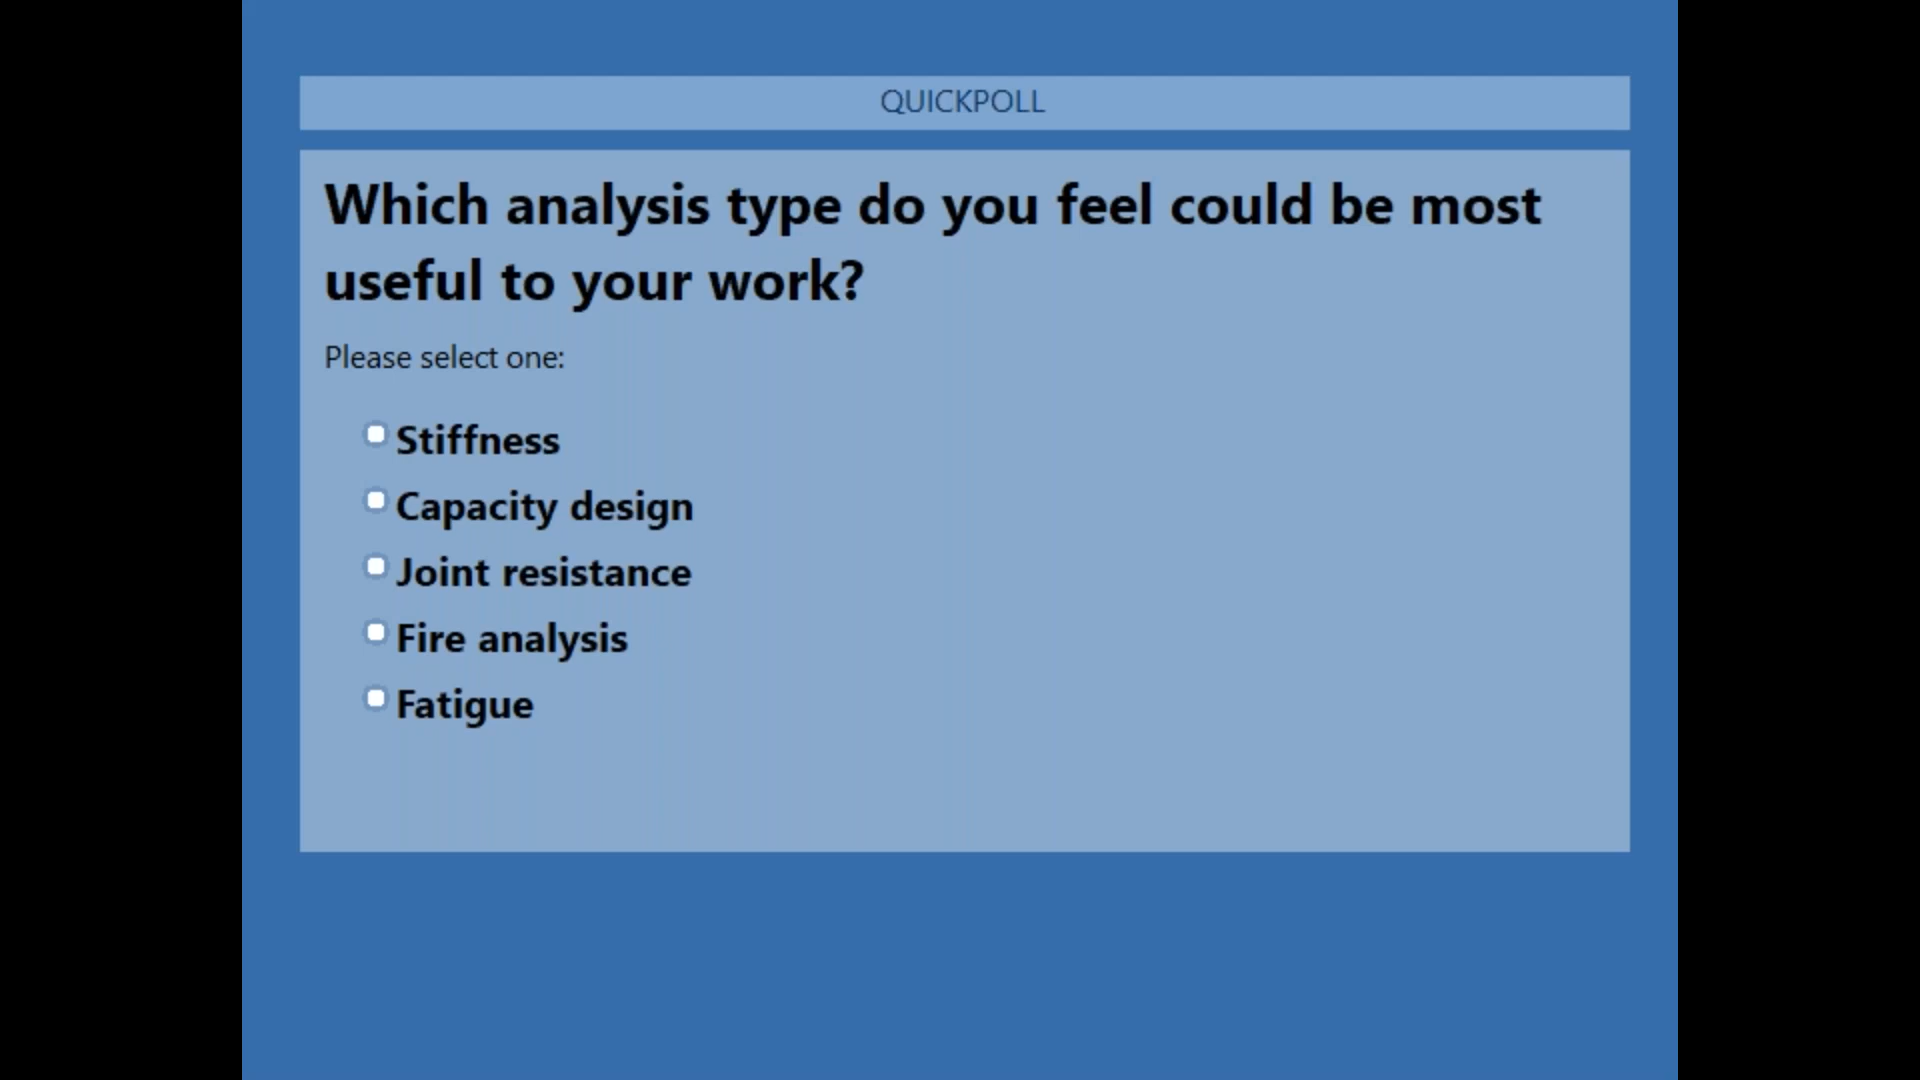 QUICKPOLL
Which analysis type do you feel could be most
useful to your work?
Please select one:
Stiffness
Capacity design
Joint resistance
Fire analysis
Fatigue